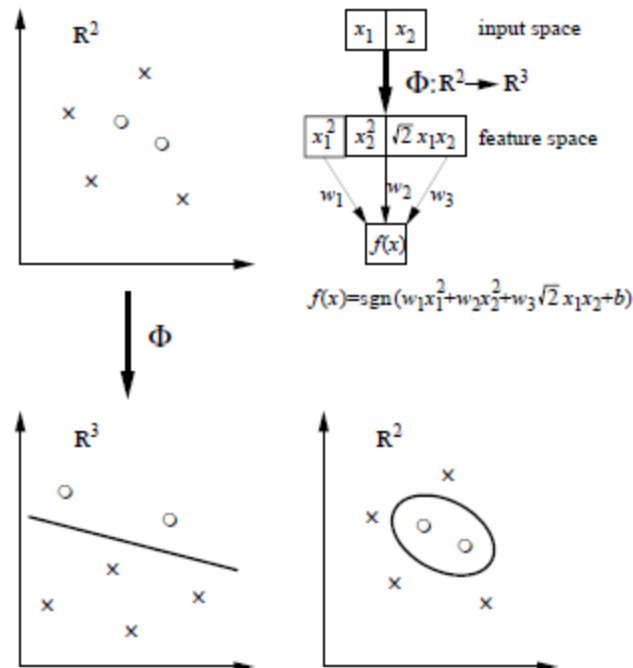 R²
x₁ x₂ input space
Φ: R² → R³
x₁² x₂² √2 x₁x₂ feature space
w₁ w₂ w₃
f(x)
f(x)=sgn(w₁x₁²+w₂x₂²+w₃√2 x₁x₂+b)
Φ
R³
R²